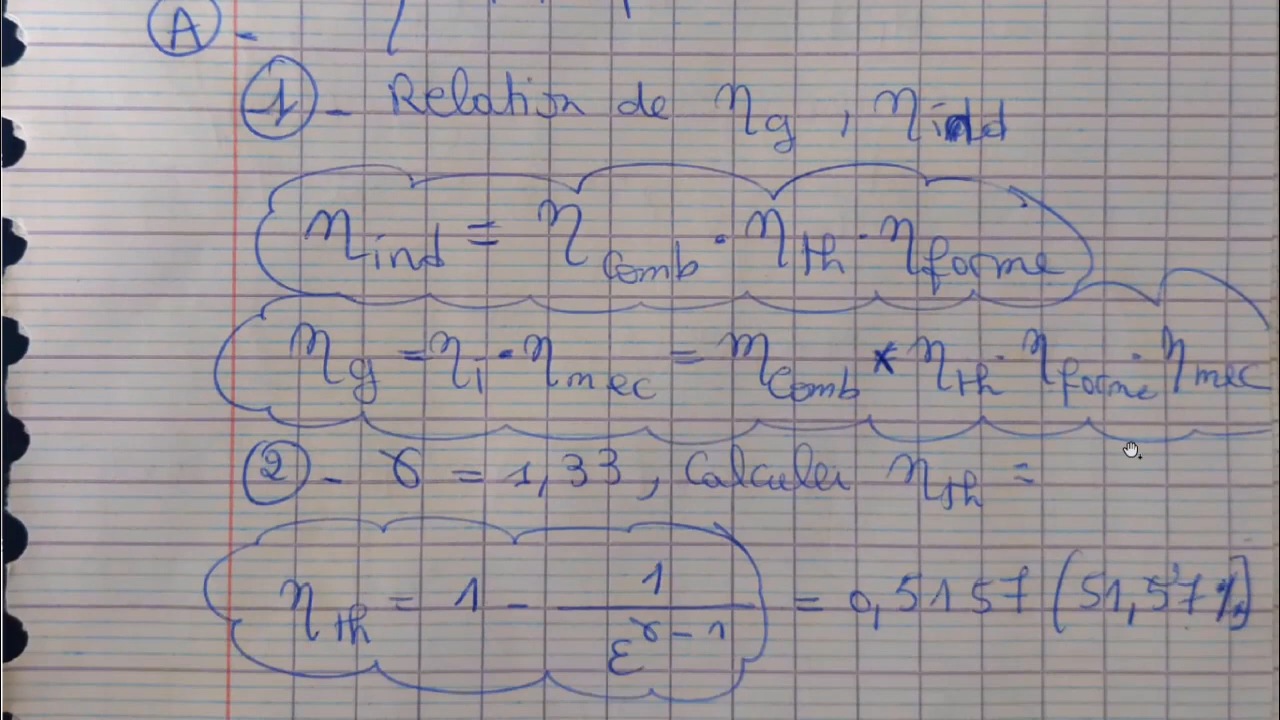 A -
1 - Relation de ηg , ηind
ηind = ηcomb · ηth · ηforme
ηg = ηi · ηmec = ηcomb * ηth · ηforme · ηmec
2 - γ = 1,33 , Calculer ηth =
ηth = 1 - 1 / ε^(γ-1) = 0,5157 (51,57%)